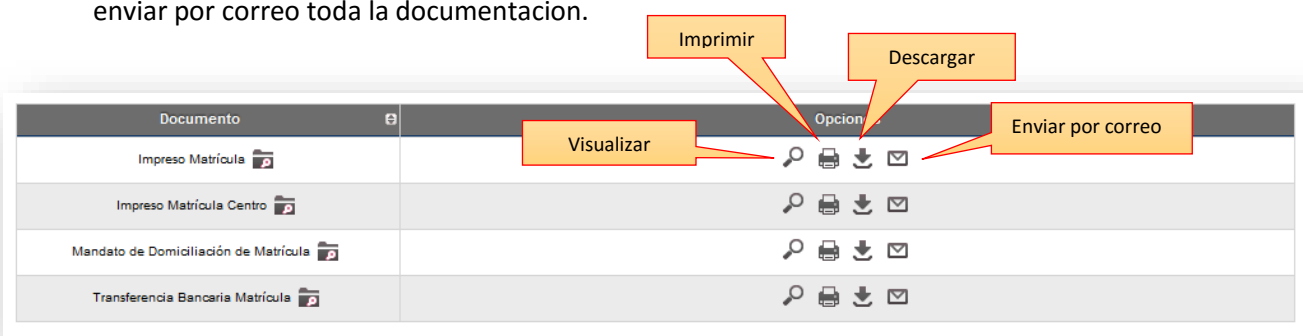 enviar por correo toda la documentacion.
Imprimir
Descargar
Documento
Opcion
Enviar por correo
Visualizar
Impreso Matrícula
Impreso Matrícula Centro
Mandato de Domiciliación de Matrícula
Transferencia Bancaria Matrícula